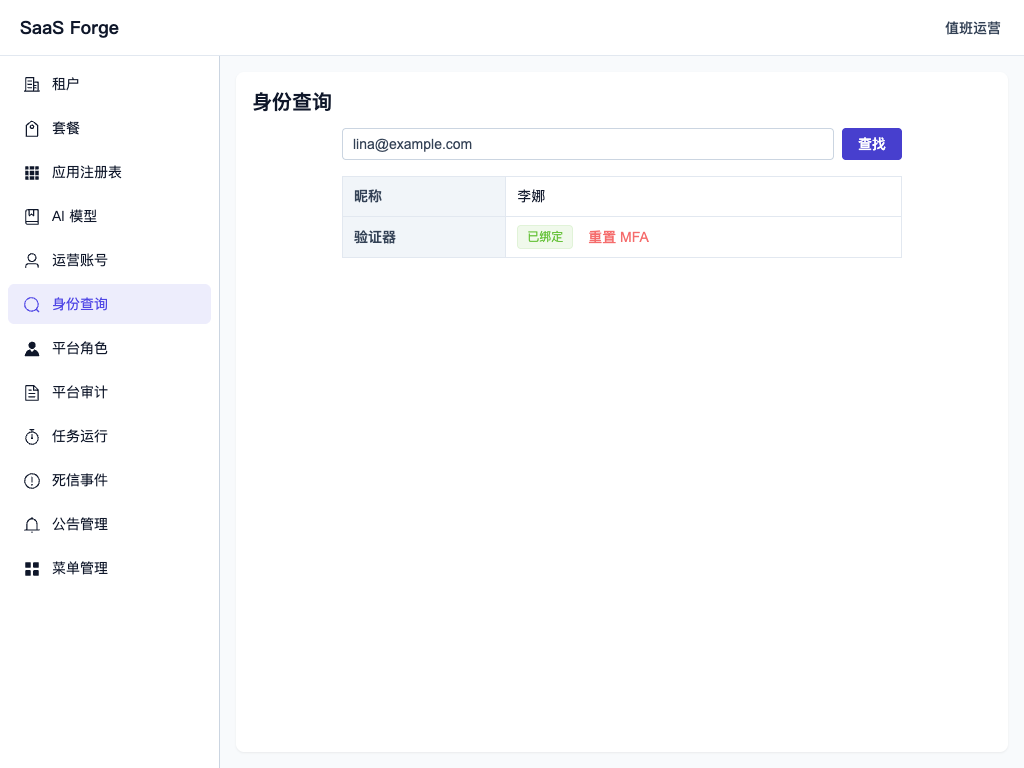 SaaS Forge
值班运营
租户
套餐
应用注册表
AI 模型
运营账号
身份查询
平台角色
平台审计
任务运行
死信事件
公告管理
菜单管理
身份查询
lina@example.com
查找
昵称
李娜
验证器
已绑定
重置 MFA